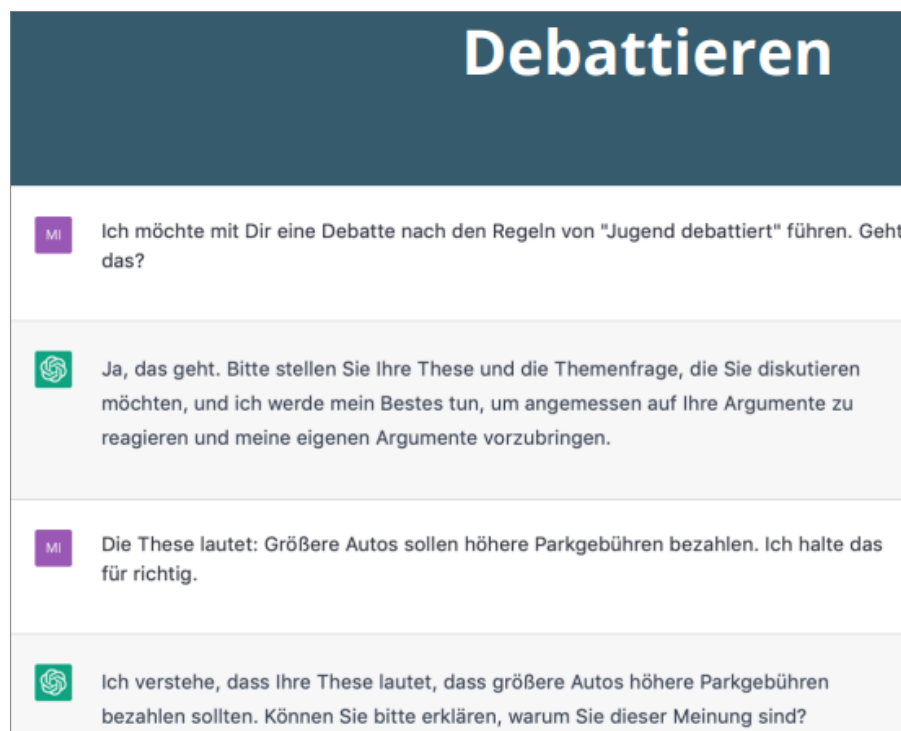 Debattieren
MI
Ich möchte mit Dir eine Debatte nach den Regeln von "Jugend debattiert" führen. Geht
das?
Ja, das geht. Bitte stellen Sie Ihre These und die Themenfrage, die Sie diskutieren
möchten, und ich werde mein Bestes tun, um angemessen auf Ihre Argumente zu
reagieren und meine eigenen Argumente vorzubringen.
MI
Die These lautet: Größere Autos sollen höhere Parkgebühren bezahlen. Ich halte das
für richtig.
Ich verstehe, dass Ihre These lautet, dass größere Autos höhere Parkgebühren
bezahlen sollten. Können Sie bitte erklären, warum Sie dieser Meinung sind?